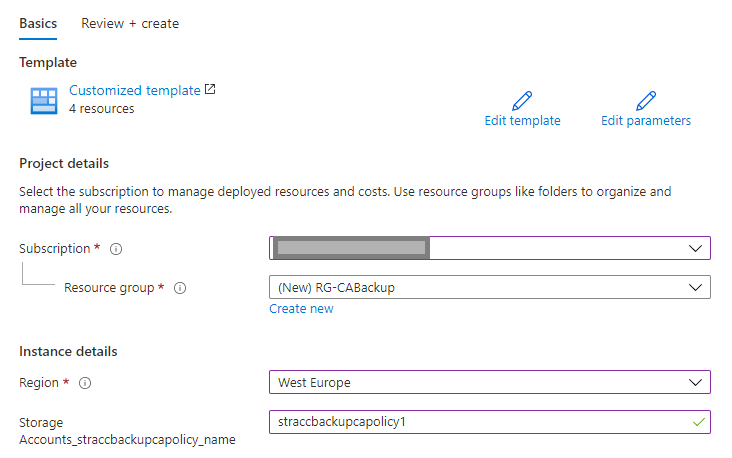 Basics Review + create
Template
Customized template
4 resources
Edit template Edit parameters
Project details
Select the subscription to manage deployed resources and costs. Use resource groups like folders to organize and
manage all your resources.
Subscription *
Resource group * (New) RG-CABackup
Create new
Instance details
Region * West Europe
Storage straccbackupcapolicy1
Accounts_straccbackupcapolicy_name